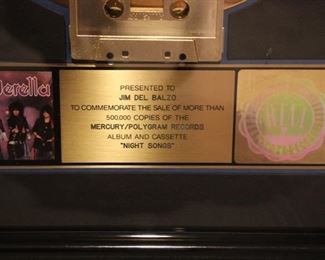 derella
PRESENTED TO
JIM DEL BALZO
TO COMMEMORATE THE SALE OF MORE THAN
500,000 COPIES OF THE
MERCURY/POLYGRAM RECORDS
ALBUM AND CASSETTE
"NIGHT SONGS"